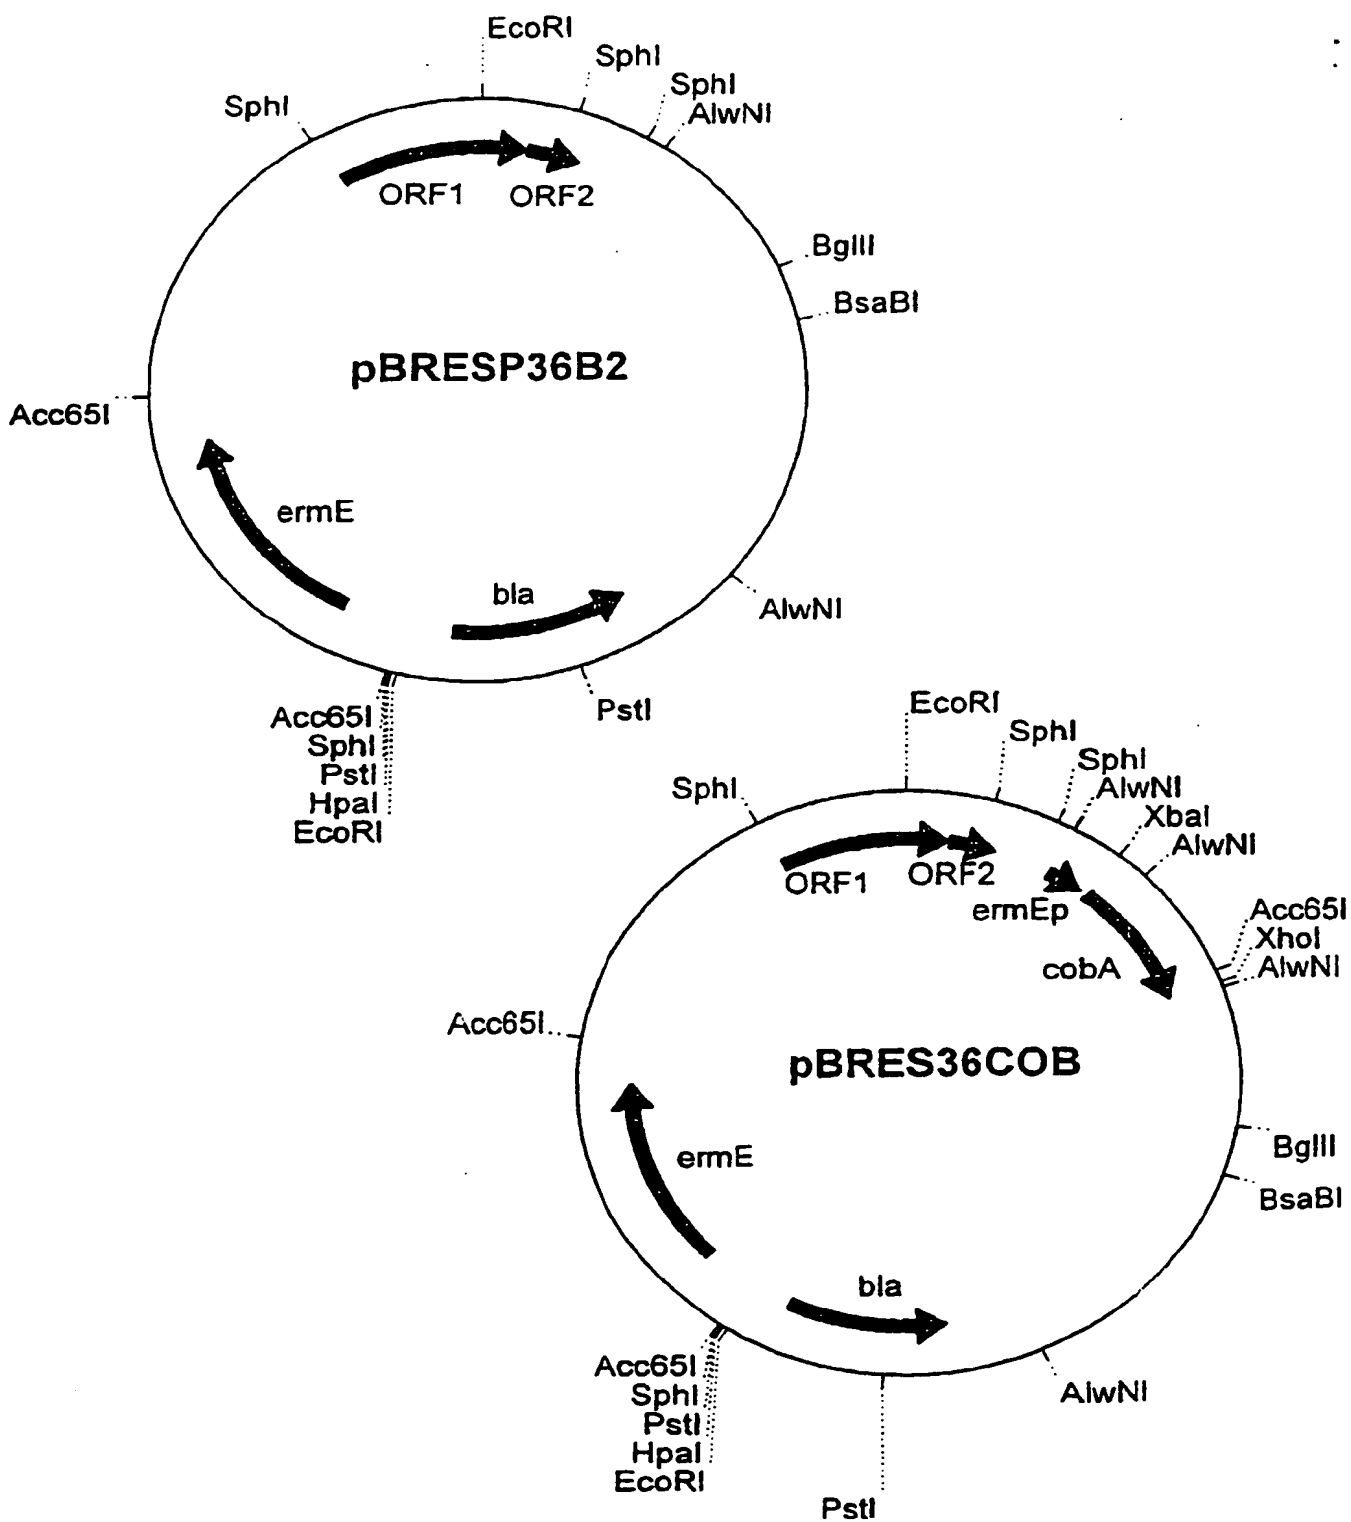 EcoRI
SphI
SphI
SphI
AlwNI
ORF1
ORF2
BglII
BsaBI
pBRESP36B2
Acc65I
ermE
bla
AlwNI
Acc65I
SphI
PstI
HpaI
EcoRI
PstI
EcoRI
SphI
SphI
SphI
AlwNI
XbaI
AlwNI
ORF1
ORF2
ermEp
cobA
Acc65I
XhoI
AlwNI
Acc65I
pBRES36COB
BglII
ermE
BsaBI
bla
Acc65I
SphI
PstI
HpaI
EcoRI
AlwNI
PstI